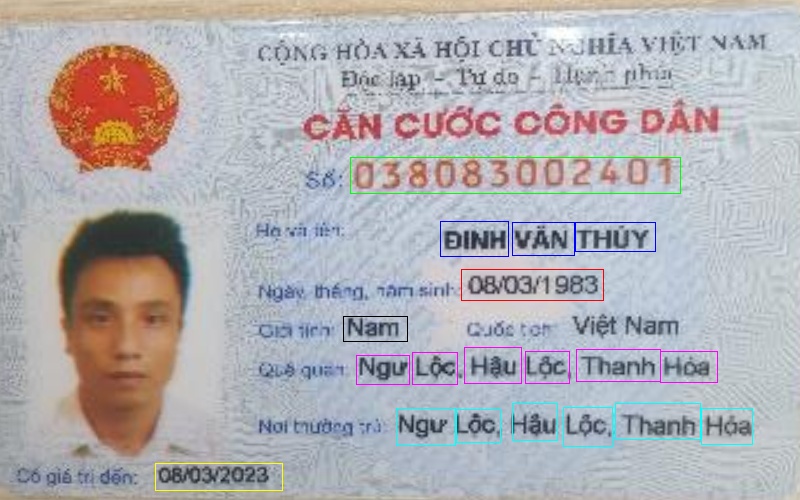 CỘNG HÒA XÃ HỘI CHỦ NGHĨA VIỆT NAM
Độc lập - Tự do - Hạnh phúc
CĂN CƯỚC CÔNG DÂN
Số: 038083002401
Họ và tên: ĐINH VĂN THỦY
Ngày, tháng, năm sinh: 08/03/1983
Giới tính: Nam Quốc tịch: Việt Nam
Quê quán: Ngư Lộc, Hậu Lộc, Thanh Hóa
Nơi thường trú: Ngư Lộc, Hậu Lộc, Thanh Hóa
Có giá trị đến: 08/03/2023